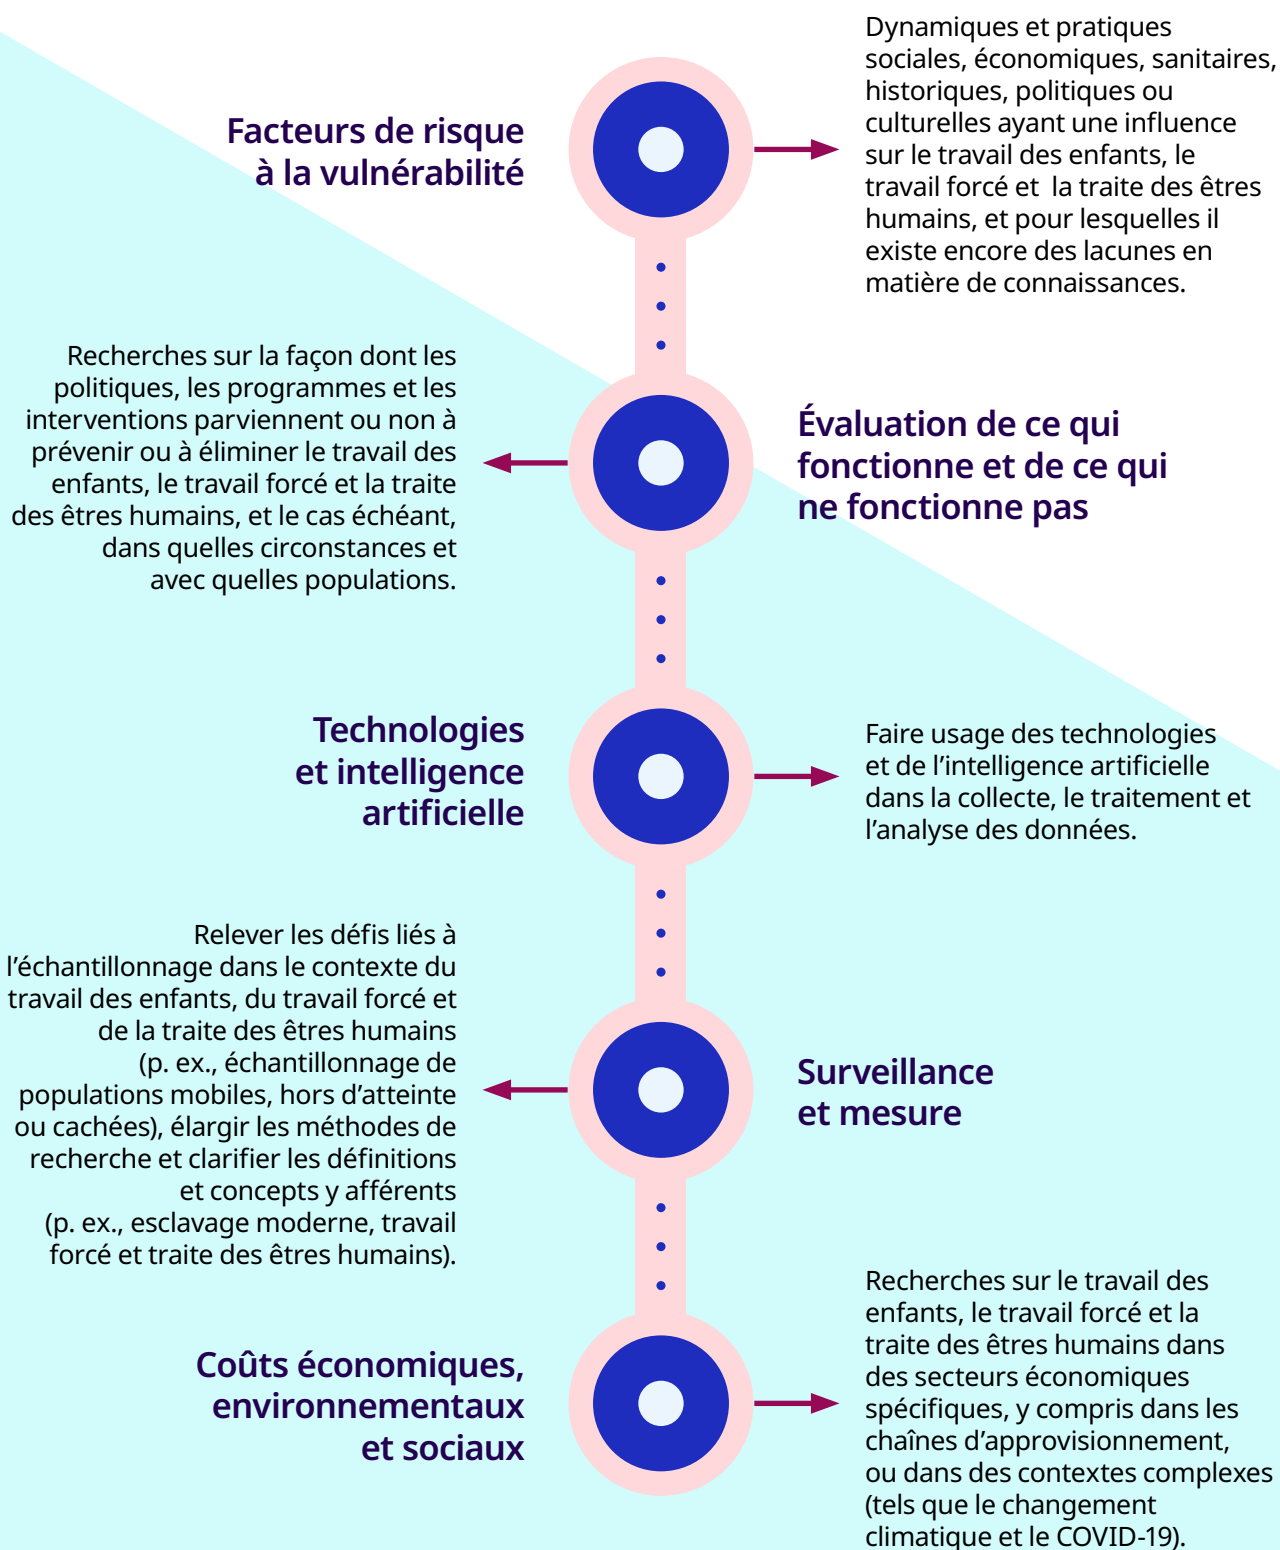 Facteurs de risque
à la vulnérabilité
Dynamiques et pratiques
sociales, économiques, sanitaires,
historiques, politiques ou
culturelles ayant une influence
sur le travail des enfants, le
travail forcé et  la traite des êtres
humains, et pour lesquelles il
existe encore des lacunes en
matière de connaissances.
Évaluation de ce qui
fonctionne et de ce qui
ne fonctionne pas
Recherches sur la façon dont les
politiques, les programmes et les
interventions parviennent ou non à
prévenir ou à éliminer le travail des
enfants, le travail forcé et la traite
des êtres humains, et le cas échéant,
dans quelles circonstances et
avec quelles populations.
Technologies
et intelligence
artificielle
Faire usage des technologies
et de l’intelligence artificielle
dans la collecte, le traitement et
l’analyse des données.
Surveillance
et mesure
Relever les défis liés à
l’échantillonnage dans le contexte du
travail des enfants, du travail forcé et
de la traite des êtres humains
(p. ex., échantillonnage de
populations mobiles, hors d’atteinte
ou cachées), élargir les méthodes de
recherche et clarifier les définitions
et concepts y afférents
(p. ex., esclavage moderne, travail
forcé et traite des êtres humains).
Coûts économiques,
environnementaux
et sociaux
Recherches sur le travail des
enfants, le travail forcé et la
traite des êtres humains dans
des secteurs économiques
spécifiques, y compris dans les
chaînes d’approvisionnement,
ou dans des contextes complexes
(tels que le changement
climatique et le COVID-19).